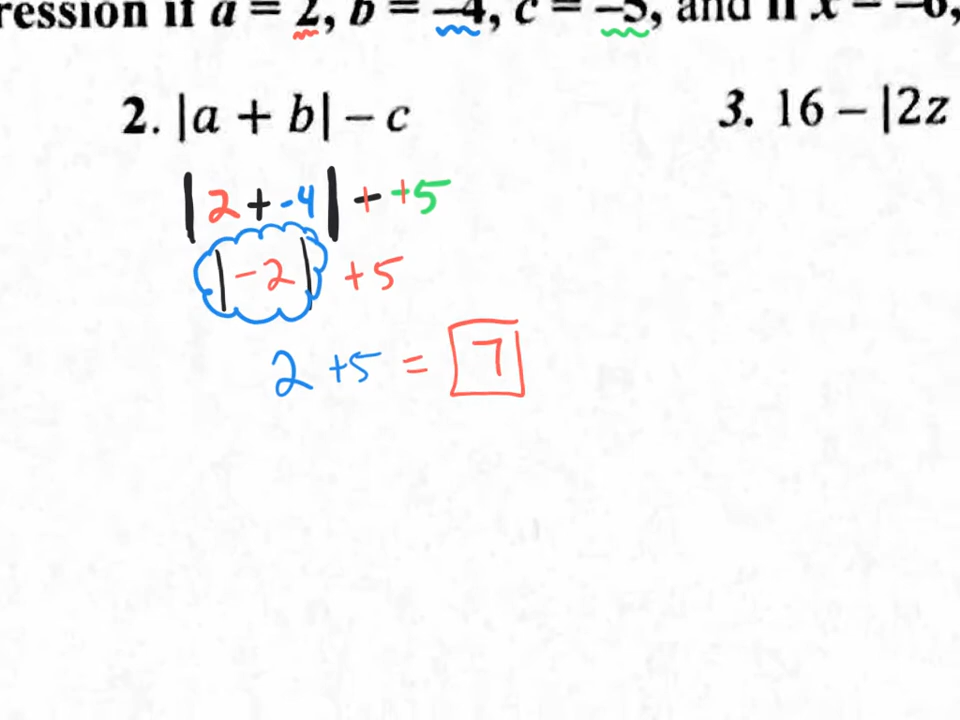 ression if a = 2, b = −4, c = −5, and if x = −6,
2. |a + b| − c
3. 16 − |2z
|2 + -4| + +5
|-2| +5
2 +5 = 7